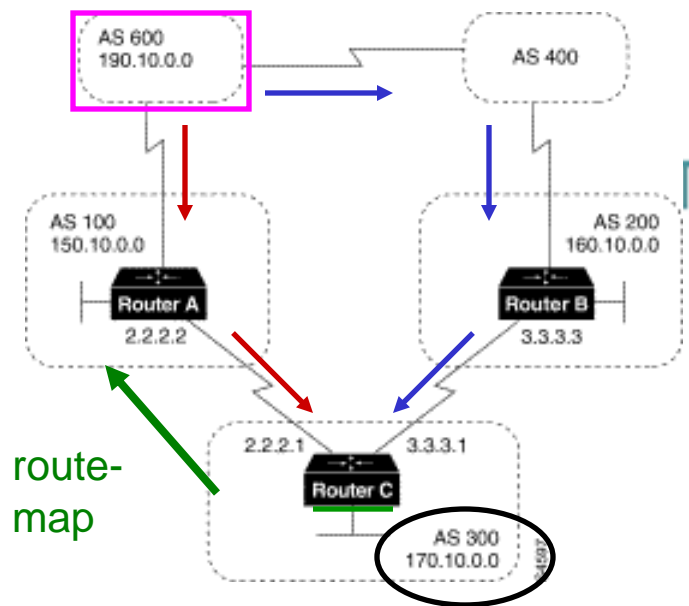 AS 600
190.10.0.0
AS 400
AS 100
150.10.0.0
AS 200
160.10.0.0
Router A
Router B
2.2.2.2
3.3.3.3
2.2.2.1
3.3.3.1
route-
map
Router C
AS 300
170.10.0.0